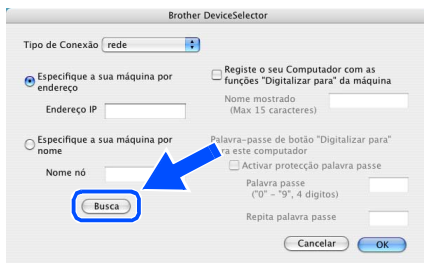 Brother DeviceSelector
Tipo de Conexão rede
Especifique a sua máquina por
endereço
Endereço IP
Especifique a sua máquina por
nome
Nome nó
Busca
Registe o seu Computador com as
funções "Digitalizar para" da máquina
Nome mostrado
(Max 15 caracteres)
Palavra-passe de botão "Digitalizar para"
este computador
Activar protecção palavra passe
Palavra passe
("0" - "9", 4 digitos)
Repita palavra passe
Cancelar
OK